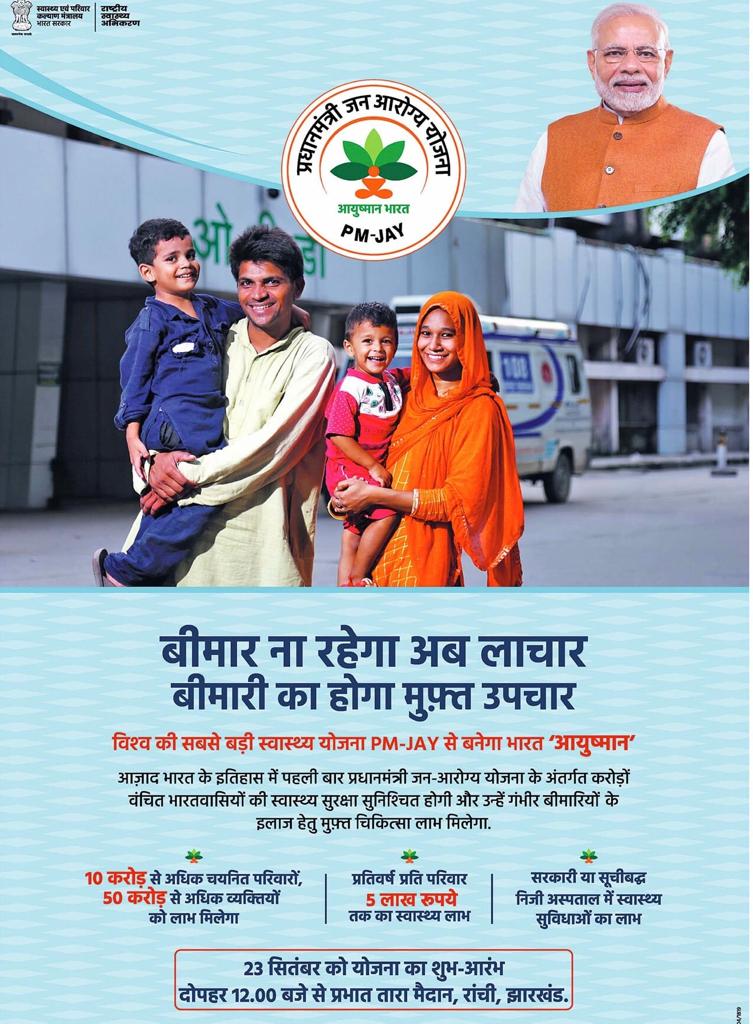 स्वास्थ्य एवं परिवार
कल्याण मंत्रालय
भारत सरकार
राष्ट्रीय
स्वास्थ्य
अभिकरण
प्रधानमंत्री जन आरोग्य योजना
आयुष्मान भारत
PM-JAY
ओ पी डी
108
बीमार ना रहेगा अब लाचार
बीमारी का होगा मुफ़्त उपचार
विश्व की सबसे बड़ी स्वास्थ्य योजना PM-JAY से बनेगा भारत ‘आयुष्मान’
आज़ाद भारत के इतिहास में पहली बार प्रधानमंत्री जन-आरोग्य योजना के अंतर्गत करोड़ों
वंचित भारतवासियों की स्वास्थ्य सुरक्षा सुनिश्चित होगी और उन्हें गंभीर बीमारियों के
इलाज हेतु मुफ़्त चिकित्सा लाभ मिलेगा.
10 करोड़ से अधिक चयनित परिवारों,
50 करोड़ से अधिक व्यक्तियों
को लाभ मिलेगा
प्रतिवर्ष प्रति परिवार
5 लाख रूपये
तक का स्वास्थ्य लाभ
सरकारी या सूचीबद्ध
निजी अस्पताल में स्वास्थ्य
सुविधाओं का लाभ
23 सितंबर को योजना का शुभ-आरंभ
दोपहर 12.00 बजे से प्रभात तारा मैदान, रांची, झारखंड.